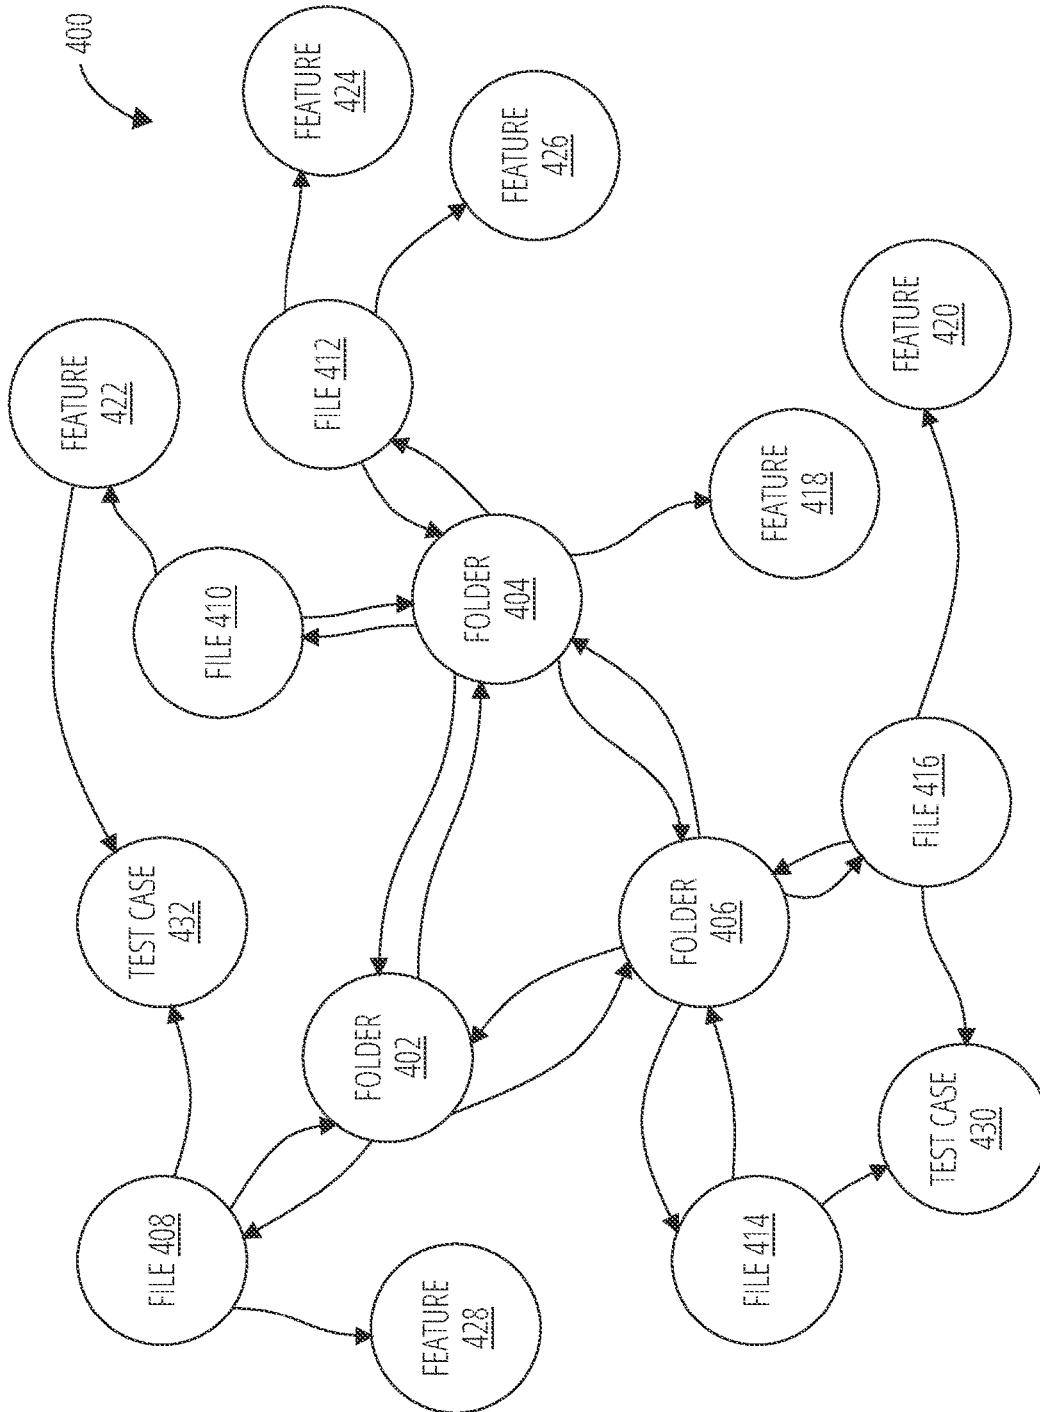 400
FEATURE
424
FEATURE
426
FEATURE
422
FILE 412
FEATURE
420
FEATURE
418
FILE 410
FOLDER
404
FILE 416
TEST CASE
432
FOLDER
406
FOLDER
402
TEST CASE
430
FILE 408
FILE 414
FEATURE
428